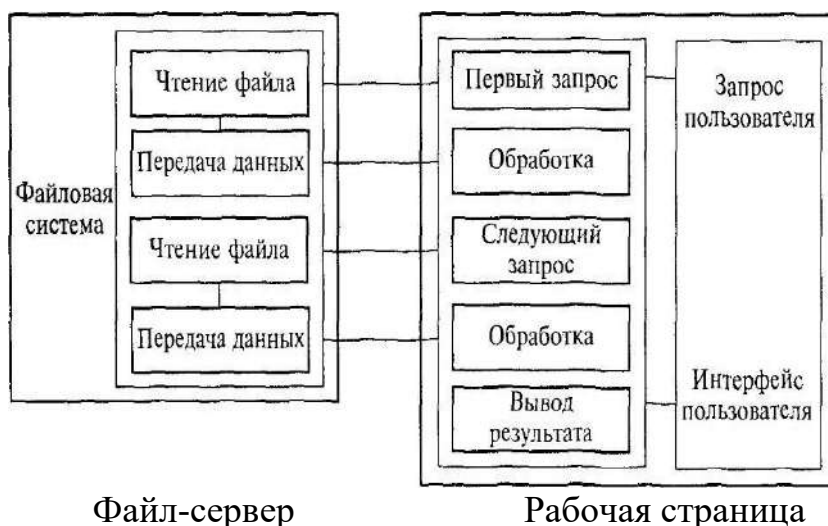 Файловая
система
Чтение файла
Передача данных
Чтение файла
Передача данных
Первый запрос
Обработка
Следующий
запрос
Обработка
Вывод
результата
Запрос
пользователя
Интерфейс
пользователя
Файл-сервер
Рабочая страница